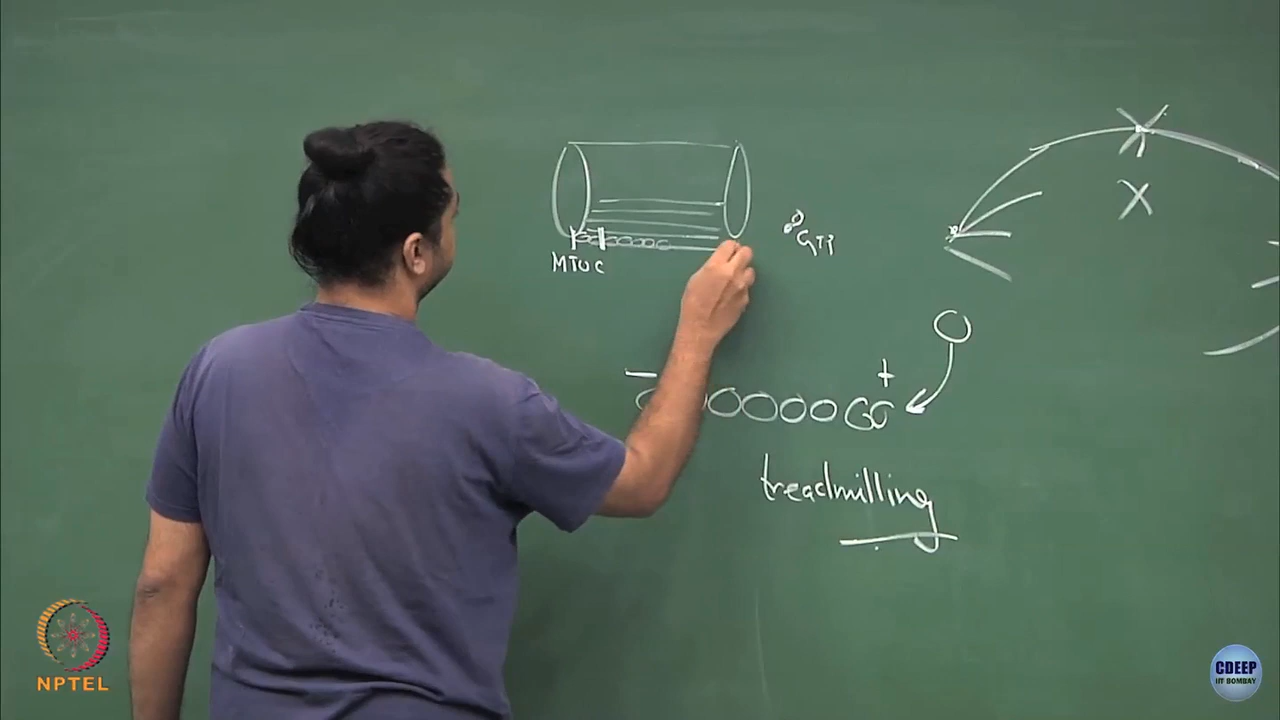 MTOC
GTP
− +
treadmilling
NPTEL
CDEEP
IIT BOMBAY